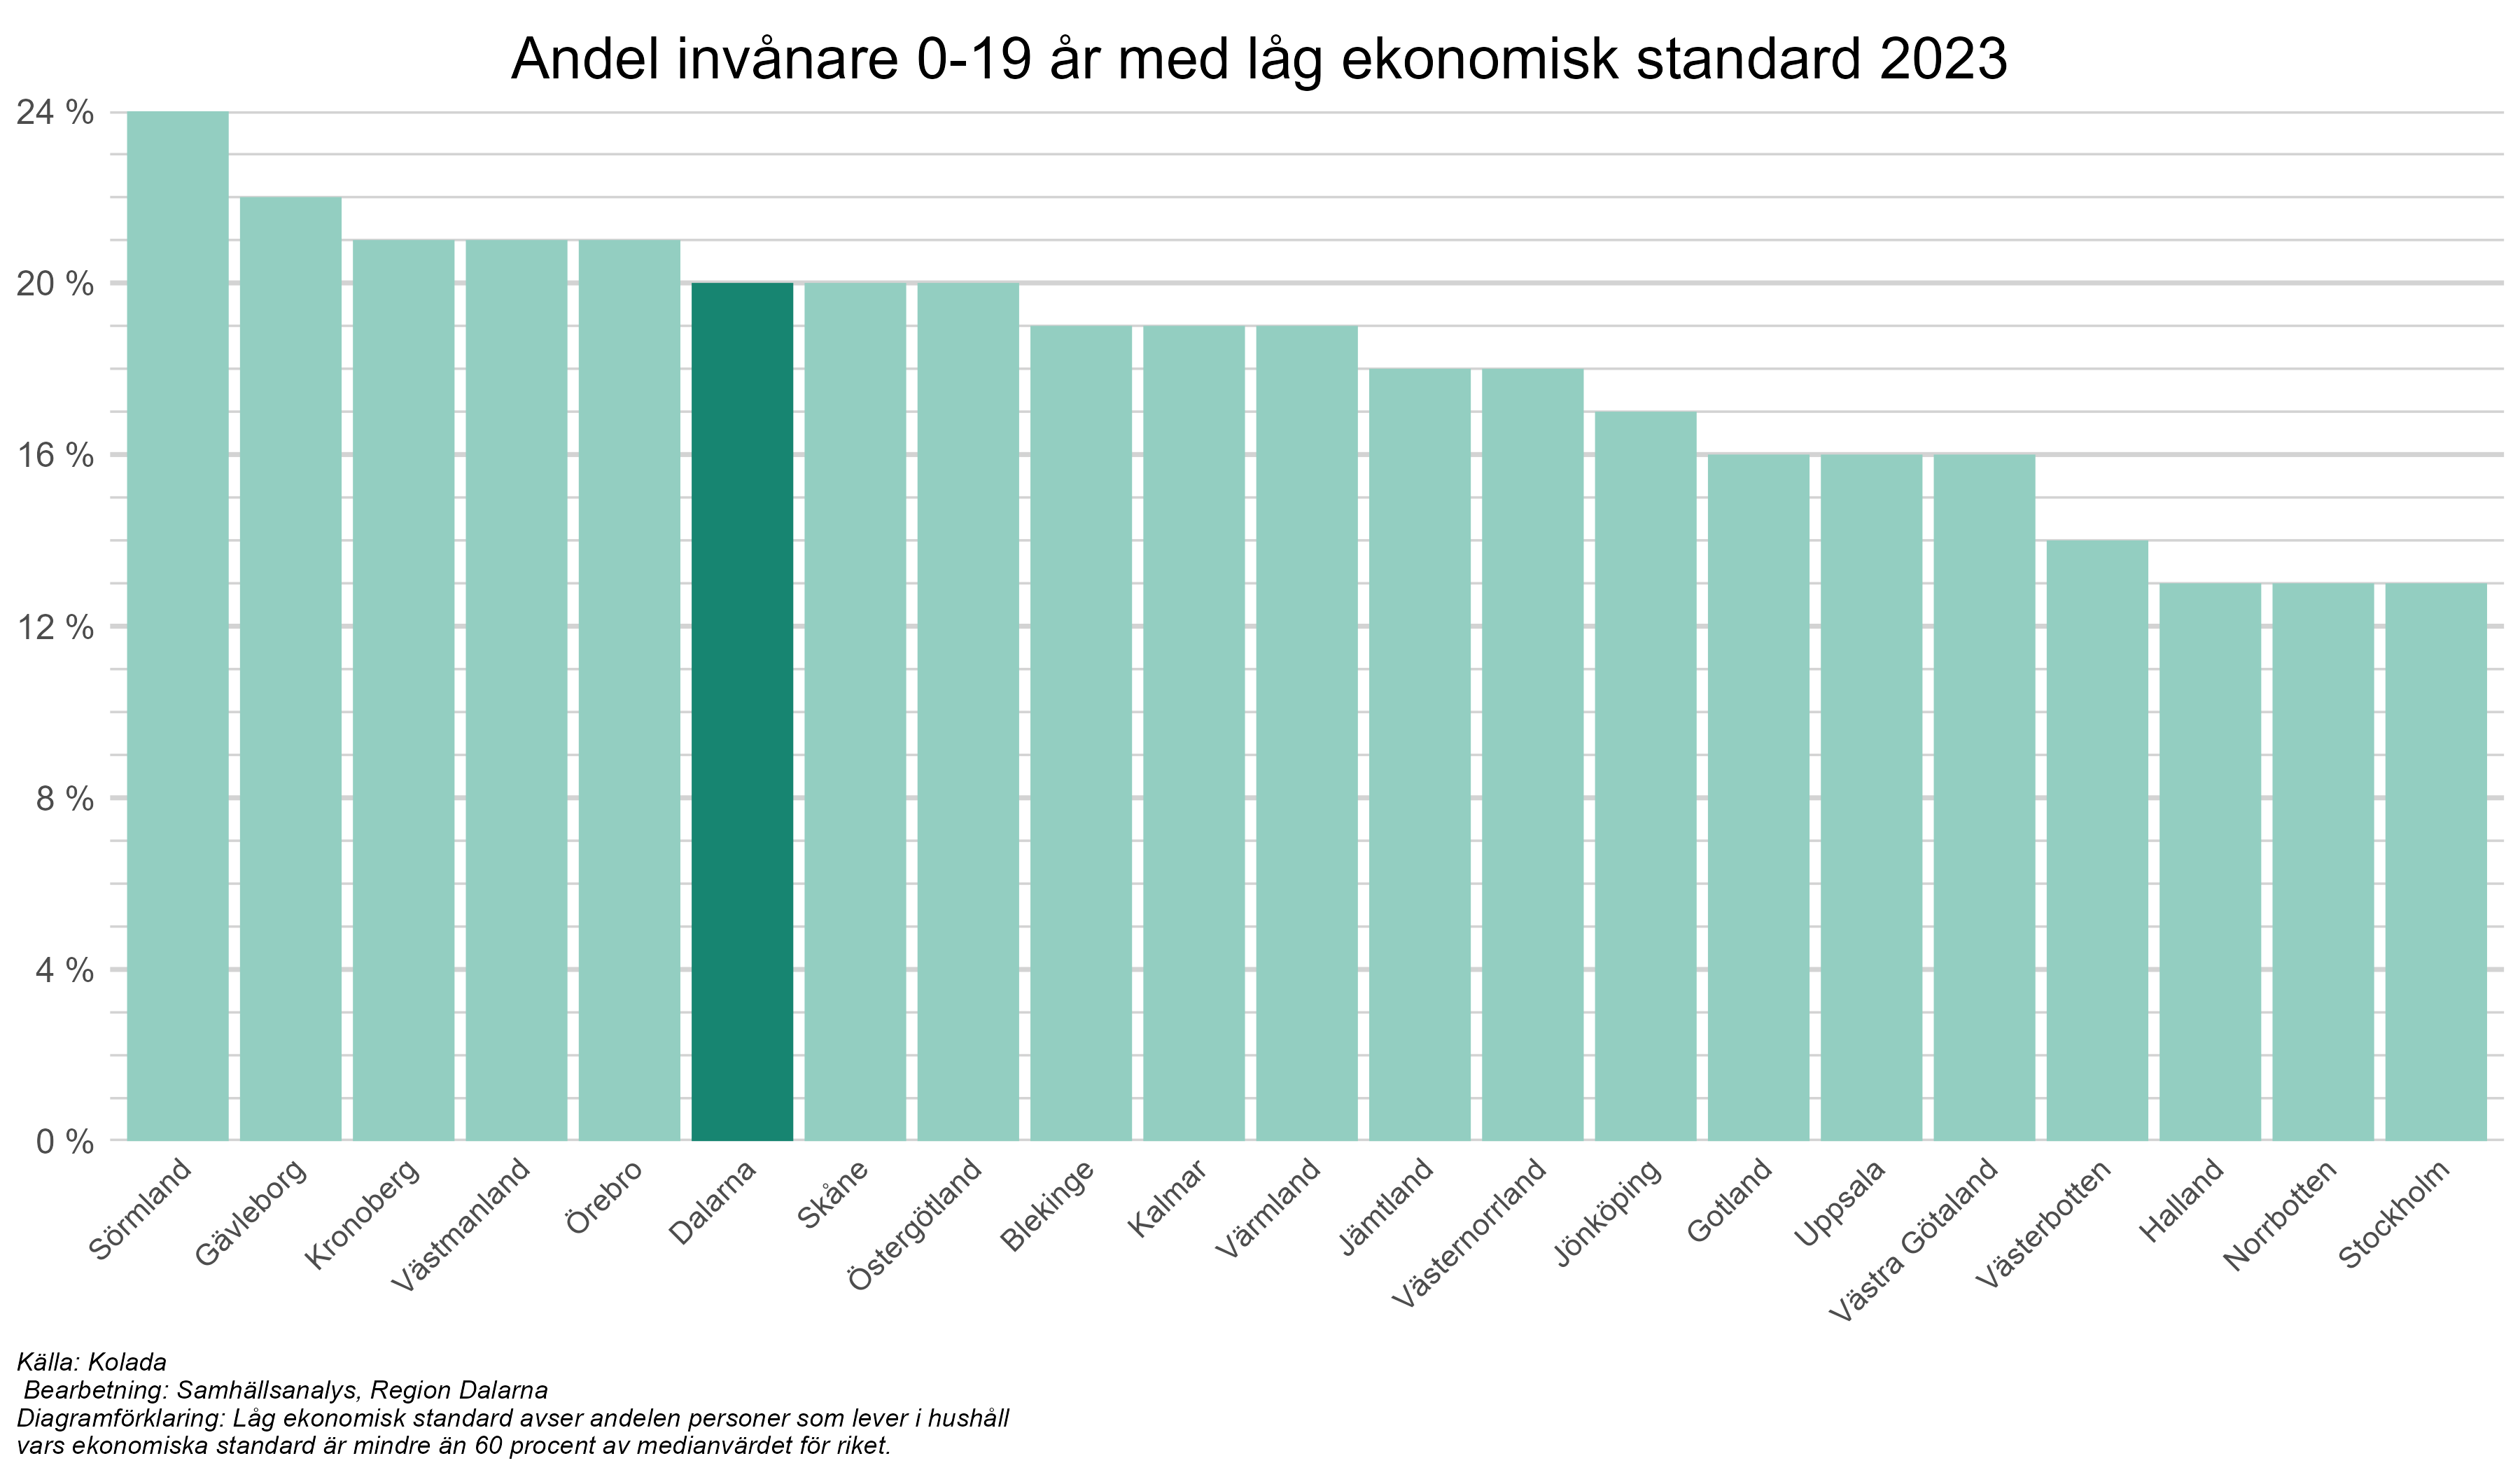 Andel invånare 0-19 år med låg ekonomisk standard 2023
24 %
20 %
16 %
12 %
8 %
4 %
0 %
Sörmland
Gävleborg
Kronoberg
Västmanland
Örebro
Dalarna
Skåne
Östergötland
Blekinge
Kalmar
Värmland
Jämtland
Västernorrland
Jönköping
Gotland
Uppsala
Västra Götaland
Västerbotten
Halland
Norrbotten
Stockholm
Källa: Kolada
Bearbetning: Samhällsanalys, Region Dalarna
Diagramförklaring: Låg ekonomisk standard avser andelen personer som lever i hushåll
vars ekonomiska standard är mindre än 60 procent av medianvärdet för riket.